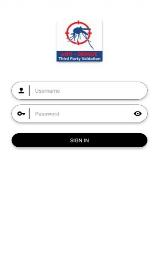 Third Party Validation
Username
Password
SIGN IN